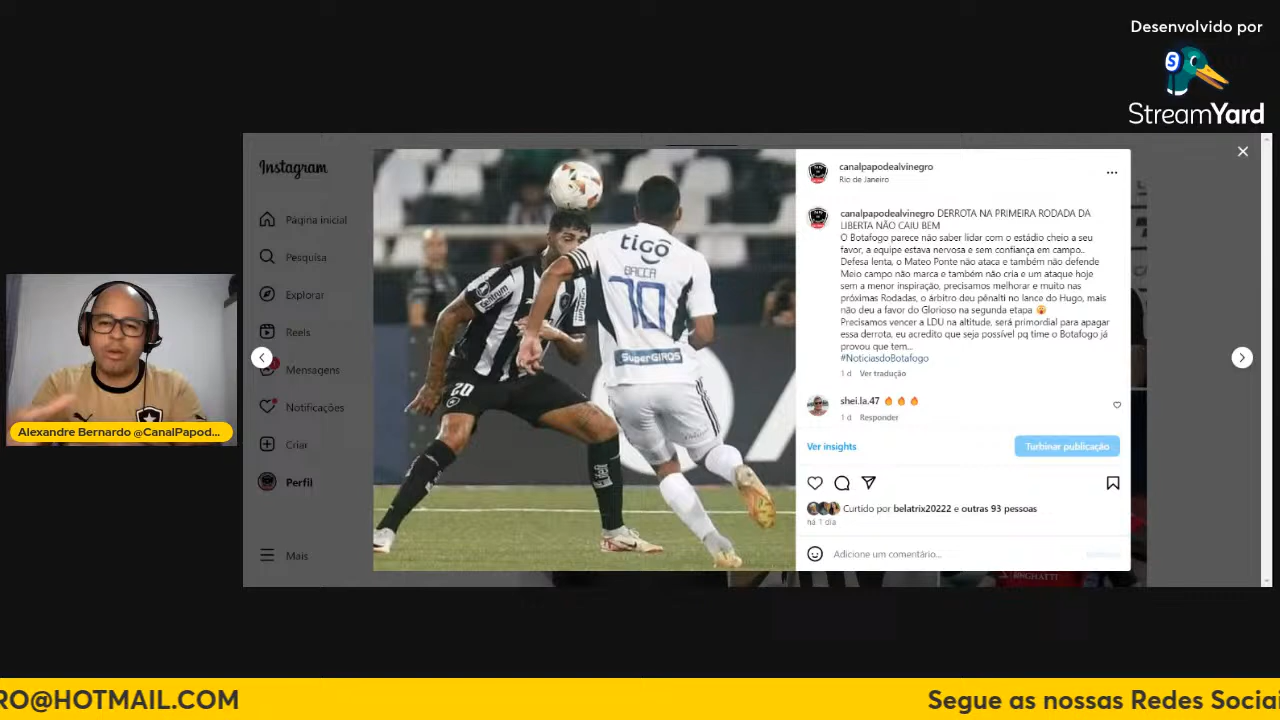 Desenvolvido por
StreamYard
Instagram
Página inicial
Pesquisa
Explorar
Reels
Mensagens
Notificações
Criar
Perfil
Mais
tigo
BACCA
10
SuperGIROS
Centrum
20
canalpapodealvinegro
Rio de Janeiro
canalpapodealvinegro DERROTA NA PRIMEIRA RODADA DA
LIBERTA NÃO CAIU BEM
O Botafogo parece não saber lidar com o estádio cheio a seu
favor, a equipe estava nervosa e sem confiança em campo.
Defesa lenta, o Mateo Ponte não ataca e também não defende
Meio campo não marca e também não cria e um ataque hoje
sem a menor inspiração, precisamos melhorar e muito nas
próximas Rodadas, o árbitro deu pênalti no lance do Hugo, mais
não deu a favor do Glorioso na segunda etapa 😱
Precisamos vencer a LDU na altitude, será primordial para apagar
essa derrota, eu acredito que seja possível pq time o Botafogo já
provou que tem...
#NoticiasdoBotafogo
1 d Ver tradução
shei.la.47 🔥 🔥 🔥
1 d Responder
Ver insights
Turbinar publicação
Curtido por belatrix20222 e outras 93 pessoas
há 1 dia
Adicione um comentário...
Alexandre Bernardo @CanalPapod...
RO@HOTMAIL.COM
Segue as nossas Redes Sociai